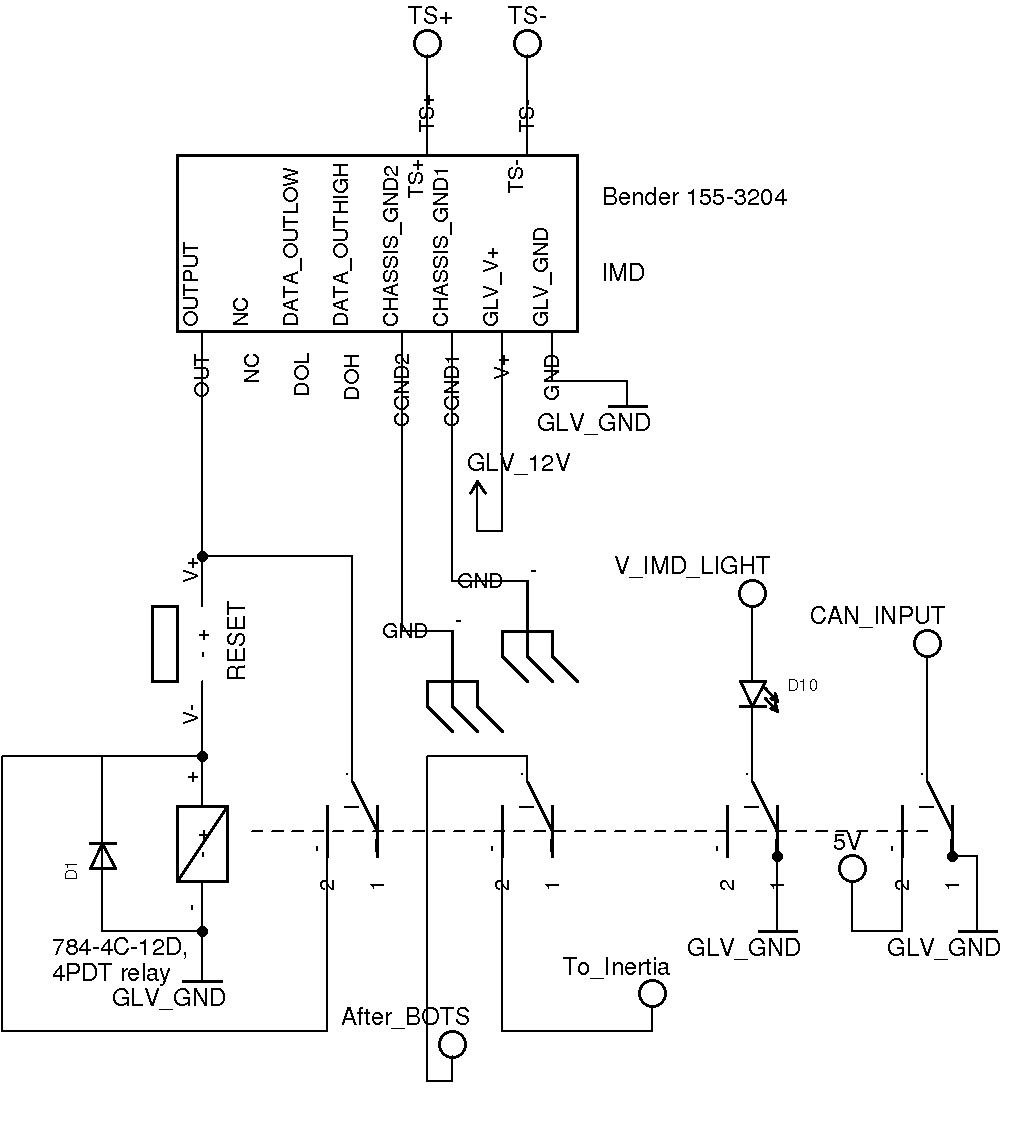 TS+
TS-
TS+
TS-
TS+
TS-
OUTPUT
NC
DATA_OUTLOW
DATA_OUTHIGH
CHASSIS_GND2
CHASSIS_GND1
GLV_V+
GLV_GND
Bender 155-3204
IMD
OUT
NC
DOL
DOH
CGND2
CGND1
V+
GND
GLV_GND
GLV_12V
V+
GND
-
GND
-
V_IMD_LIGHT
CAN_INPUT
+
-
RESET
V-
D10
+
+
-
-
D1
5V
2
1
2
1
2
1
2
1
784-4C-12D,
4PDT relay
GLV_GND
GLV_GND
GLV_GND
To_Inertia
After_BOTS